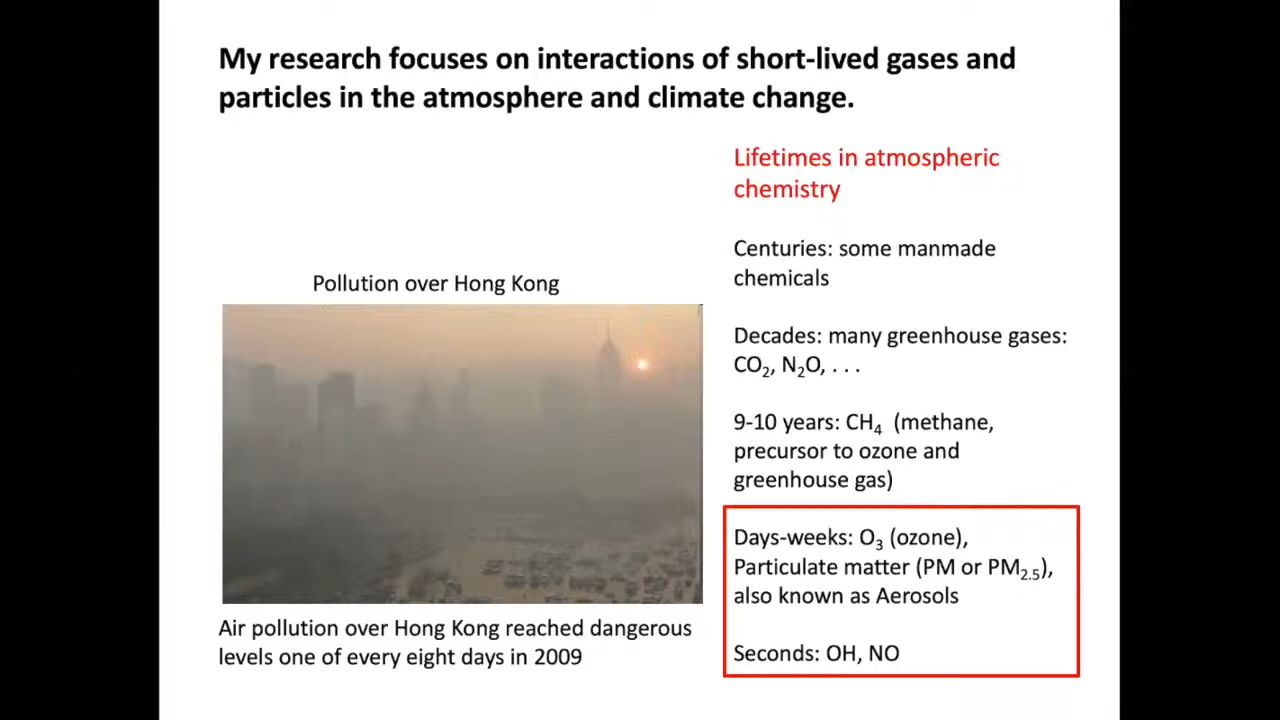 My research focuses on interactions of short-lived gases and
particles in the atmosphere and climate change.
Pollution over Hong Kong
Air pollution over Hong Kong reached dangerous
levels one of every eight days in 2009
Lifetimes in atmospheric
chemistry
Centuries: some manmade
chemicals
Decades: many greenhouse gases:
CO₂, N₂O, . . .
9-10 years: CH₄ (methane,
precursor to ozone and
greenhouse gas)
Days-weeks: O₃ (ozone),
Particulate matter (PM or PM₂.₅),
also known as Aerosols
Seconds: OH, NO